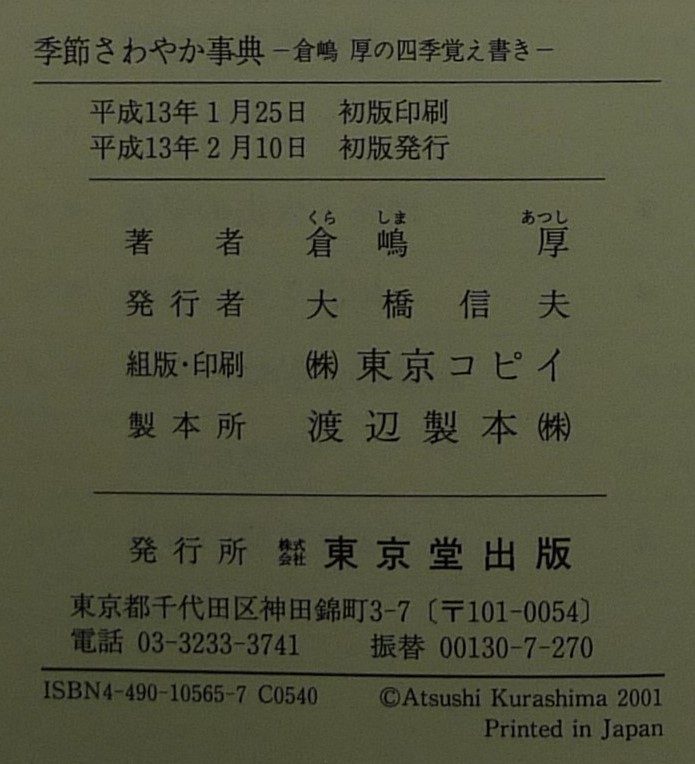 季節さわやか事典−倉嶋 厚の四季覚え書き−
平成13年1月25日 初版印刷
平成13年2月10日 初版発行
くら しま あつし
著者 倉嶋 厚
発行者 大橋信夫
組版・印刷 ㈱東京コピイ
製本所 渡辺製本㈱
発行所 株式会社 東京堂出版
東京都千代田区神田錦町3-7〔〒101-0054〕
電話 03-3233-3741 振替 00130-7-270
ISBN4-490-10565-7 C0540 ©Atsushi Kurashima 2001
Printed in Japan